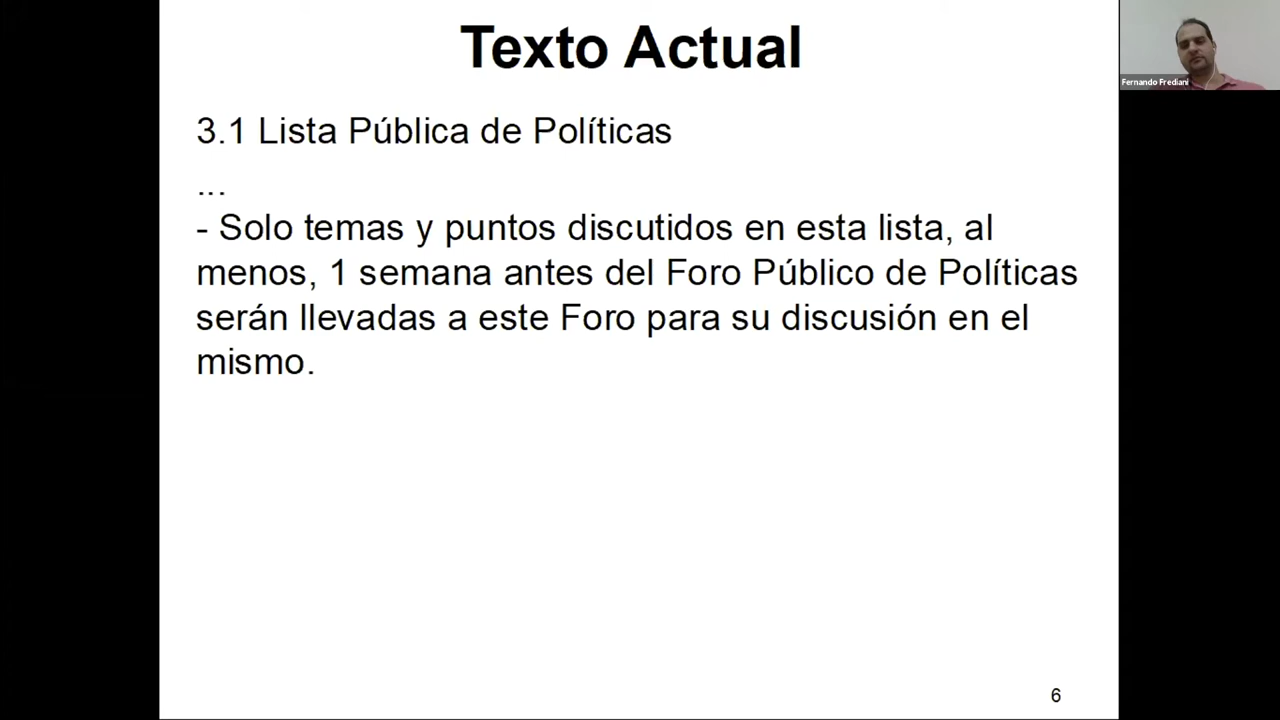 Texto Actual
Fernando Frediani
3.1 Lista Pública de Políticas
...
- Solo temas y puntos discutidos en esta lista, al
menos, 1 semana antes del Foro Público de Políticas
serán llevadas a este Foro para su discusión en el
mismo.
6